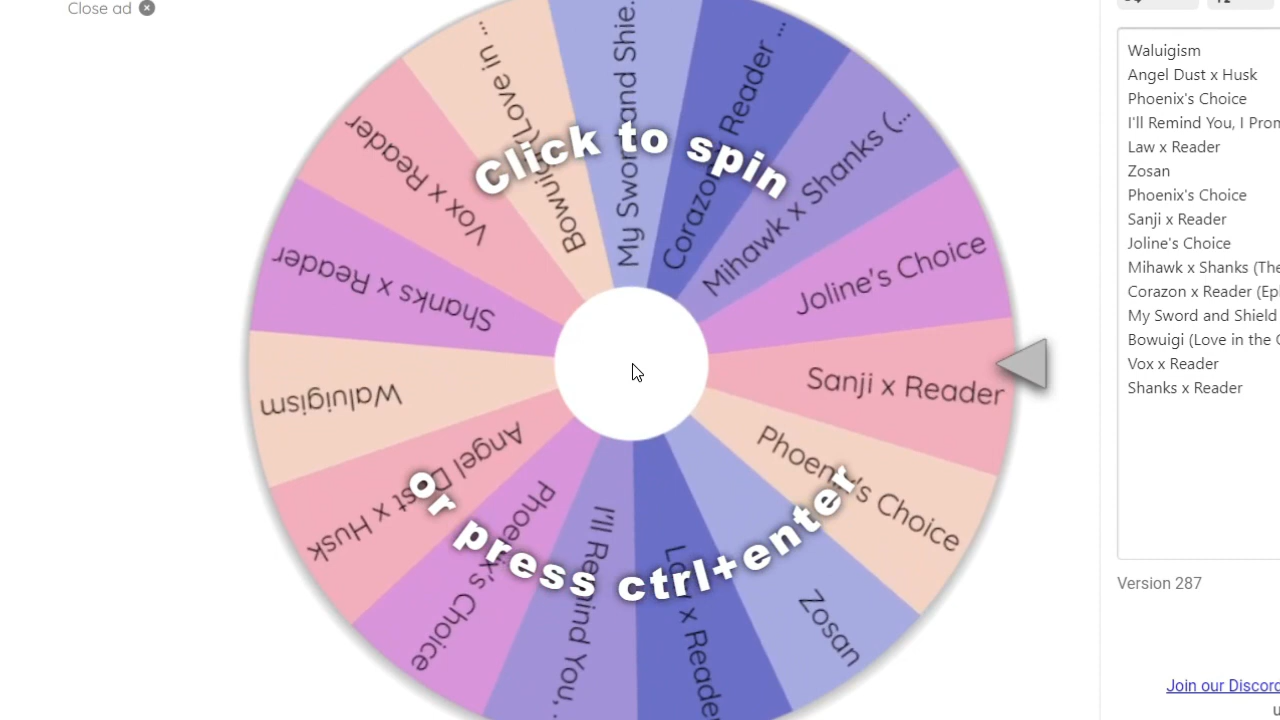 Close ad
Click to spin
or press ctrl+enter
My Sword and Shie.
Corazon x Reader ...
Mihawk x Shanks (...
Joline's Choice
Sanji x Reader
Phoenix's Choice
Zosan
Law x Reader
I'll Remind You, ..
Phoenix's Choice
Angel Dust x Husk
Waluigism
Shanks x Reader
Vox x Reader
Bowuigi (Love in ...
Waluigism
Angel Dust x Husk
Phoenix's Choice
I'll Remind You, I Pron
Law x Reader
Zosan
Phoenix's Choice
Sanji x Reader
Joline's Choice
Mihawk x Shanks (The
Corazon x Reader (Epi
My Sword and Shield
Bowuigi (Love in the
Vox x Reader
Shanks x Reader
Version 287
Join our Discord